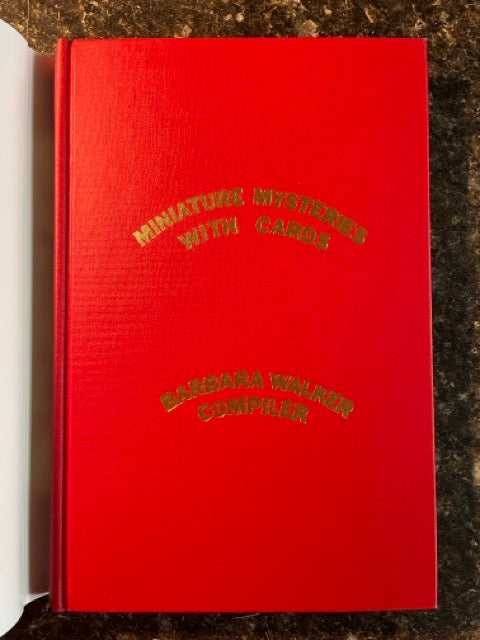 MINIATURE MYSTERIES
WITH CARDS
BARBARA WALKER
COMPILER